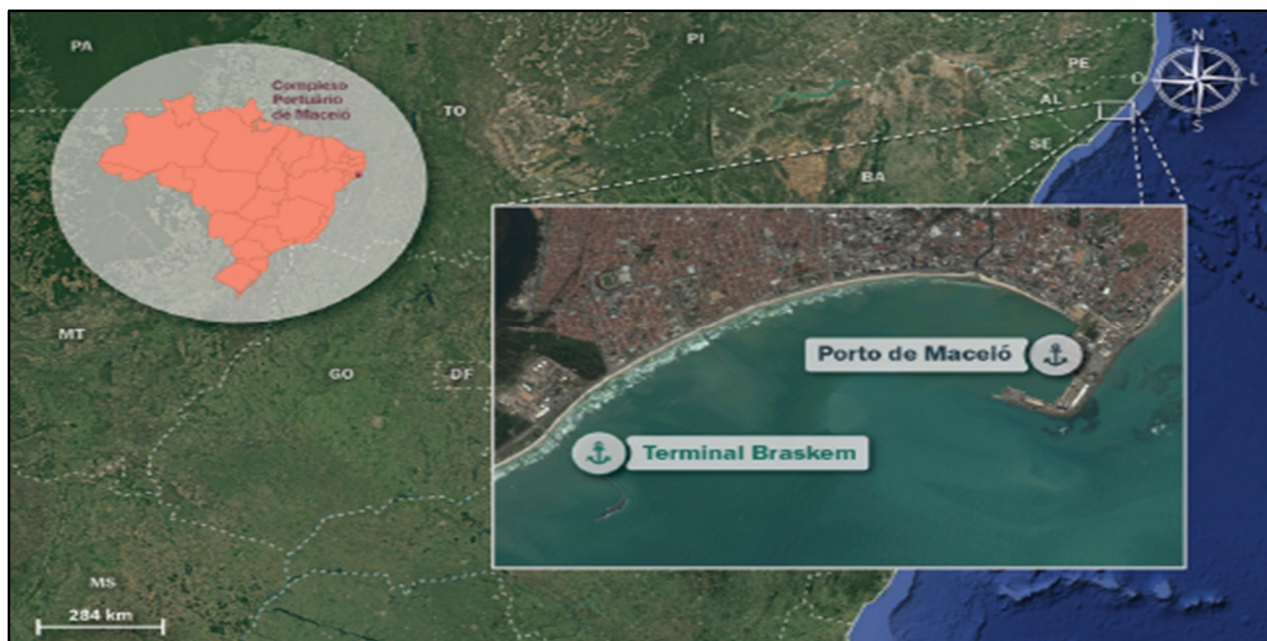 PA
PI
PE
N
O
L
S
Complexo
Portuário
de Maceió
TO
AL
SE
BA
MT
GO
DF
Porto de Maceió
Terminal Braskem
MS
284 km